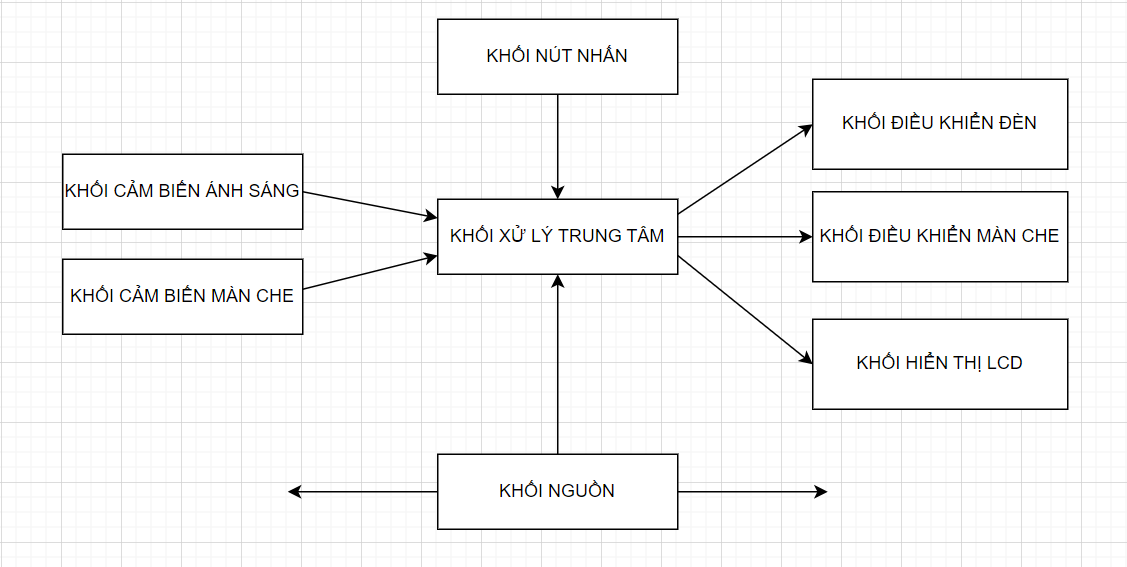 KHỐI NÚT NHẤN
KHỐI ĐIỀU KHIỂN ĐÈN
KHỐI CẢM BIẾN ÁNH SÁNG
KHỐI XỬ LÝ TRUNG TÂM
KHỐI ĐIỀU KHIỂN MÀN CHE
KHỐI CẢM BIẾN MÀN CHE
KHỐI HIỂN THỊ LCD
KHỐI NGUỒN